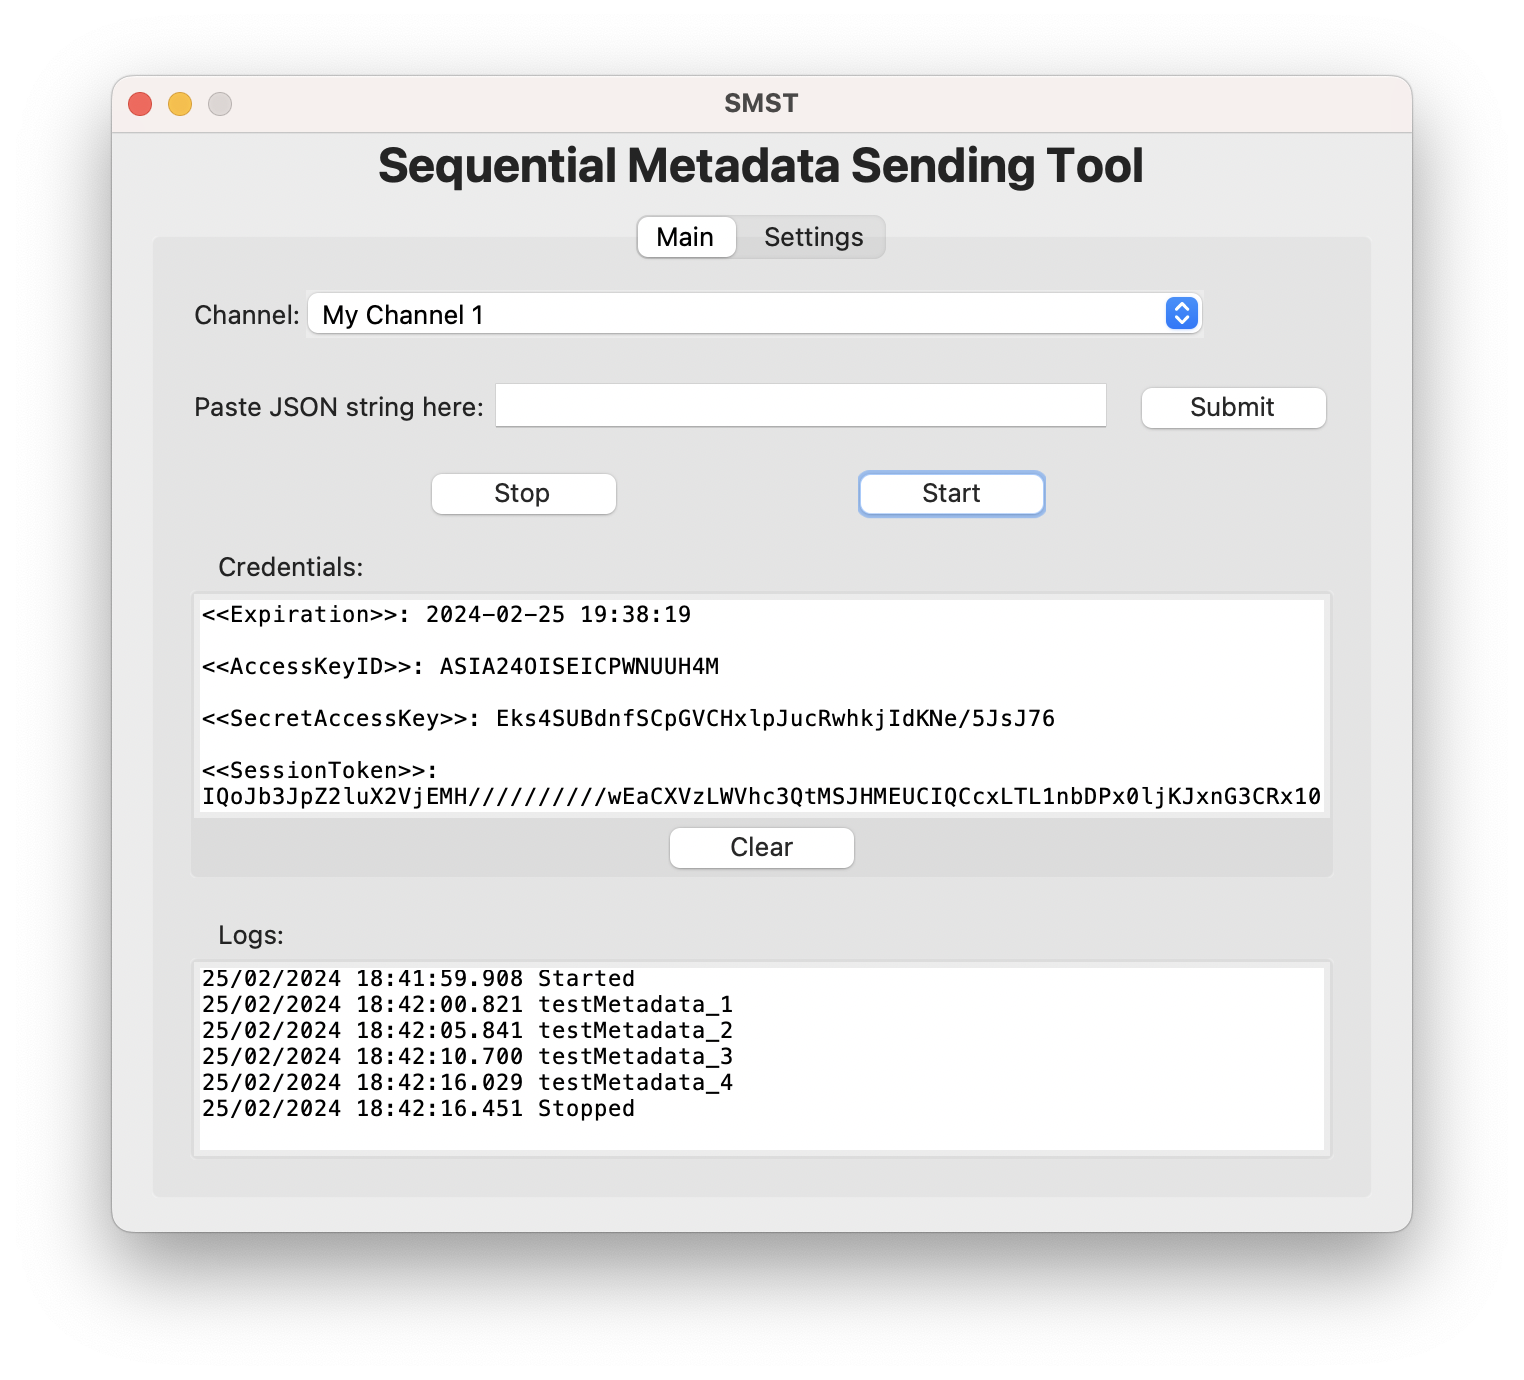 SMST
Sequential Metadata Sending Tool
Main Settings
Channel: My Channel 1
Paste JSON string here: Submit
Stop Start
Credentials:
<<Expiration>>: 2024-02-25 19:38:19
<<AccessKeyID>>: ASIA24OISEICPWNUUH4M
<<SecretAccessKey>>: Eks4SUBdnfSCpGVCHxlpJucRwhkjIdKNe/5JsJ76
<<SessionToken>>:
IQoJb3JpZ2luX2VjEMH//////////wEaCXVzLWVhc3QtMSJHMEUCIQCcxLTL1nbDPx0ljKJxnG3CRx10
Clear
Logs:
25/02/2024 18:41:59.908 Started
25/02/2024 18:42:00.821 testMetadata_1
25/02/2024 18:42:05.841 testMetadata_2
25/02/2024 18:42:10.700 testMetadata_3
25/02/2024 18:42:16.029 testMetadata_4
25/02/2024 18:42:16.451 Stopped